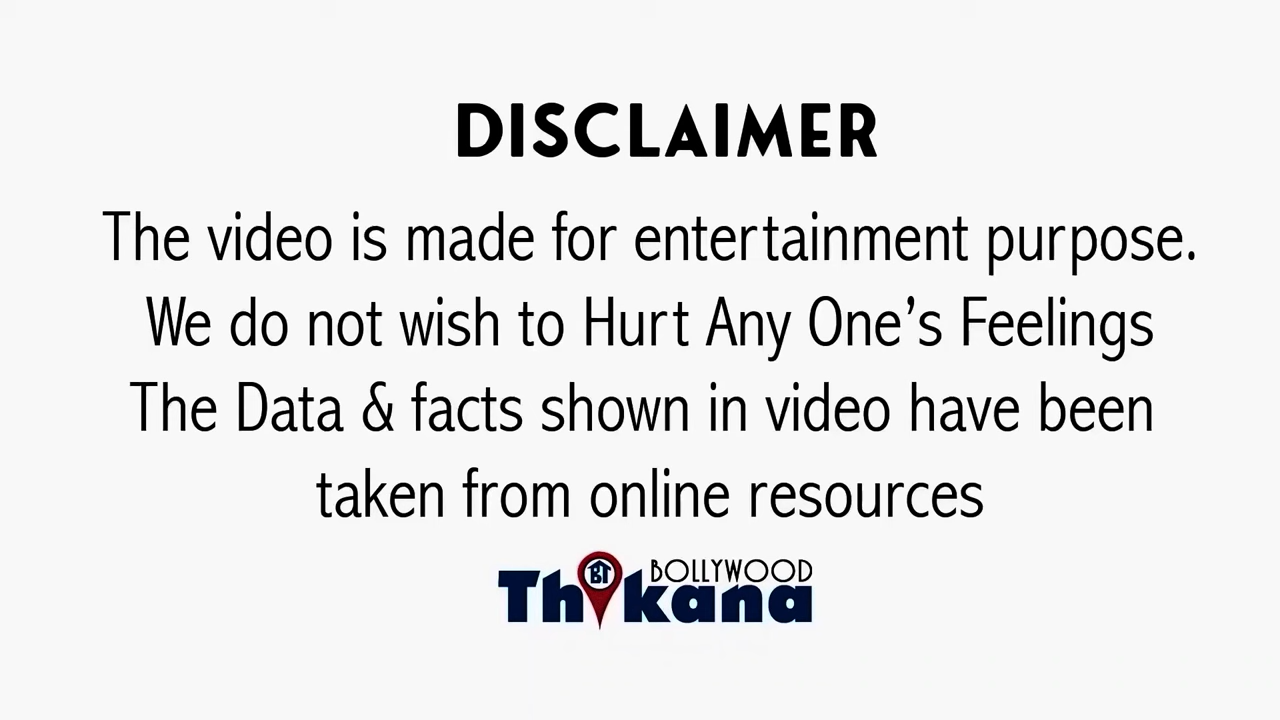 DISCLAIMER
The video is made for entertainment purpose.
We do not wish to Hurt Any One’s Feelings
The Data & facts shown in video have been
taken from online resources
BT BOLLYWOOD
Thikana